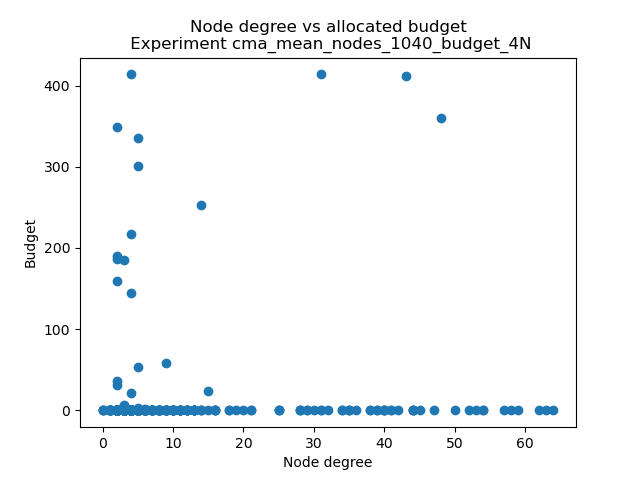 Node degree vs allocated budget
Experiment cma_mean_nodes_1040_budget_4N
400
300
200
100
0
Budget
0 10 20 30 40 50 60
Node degree